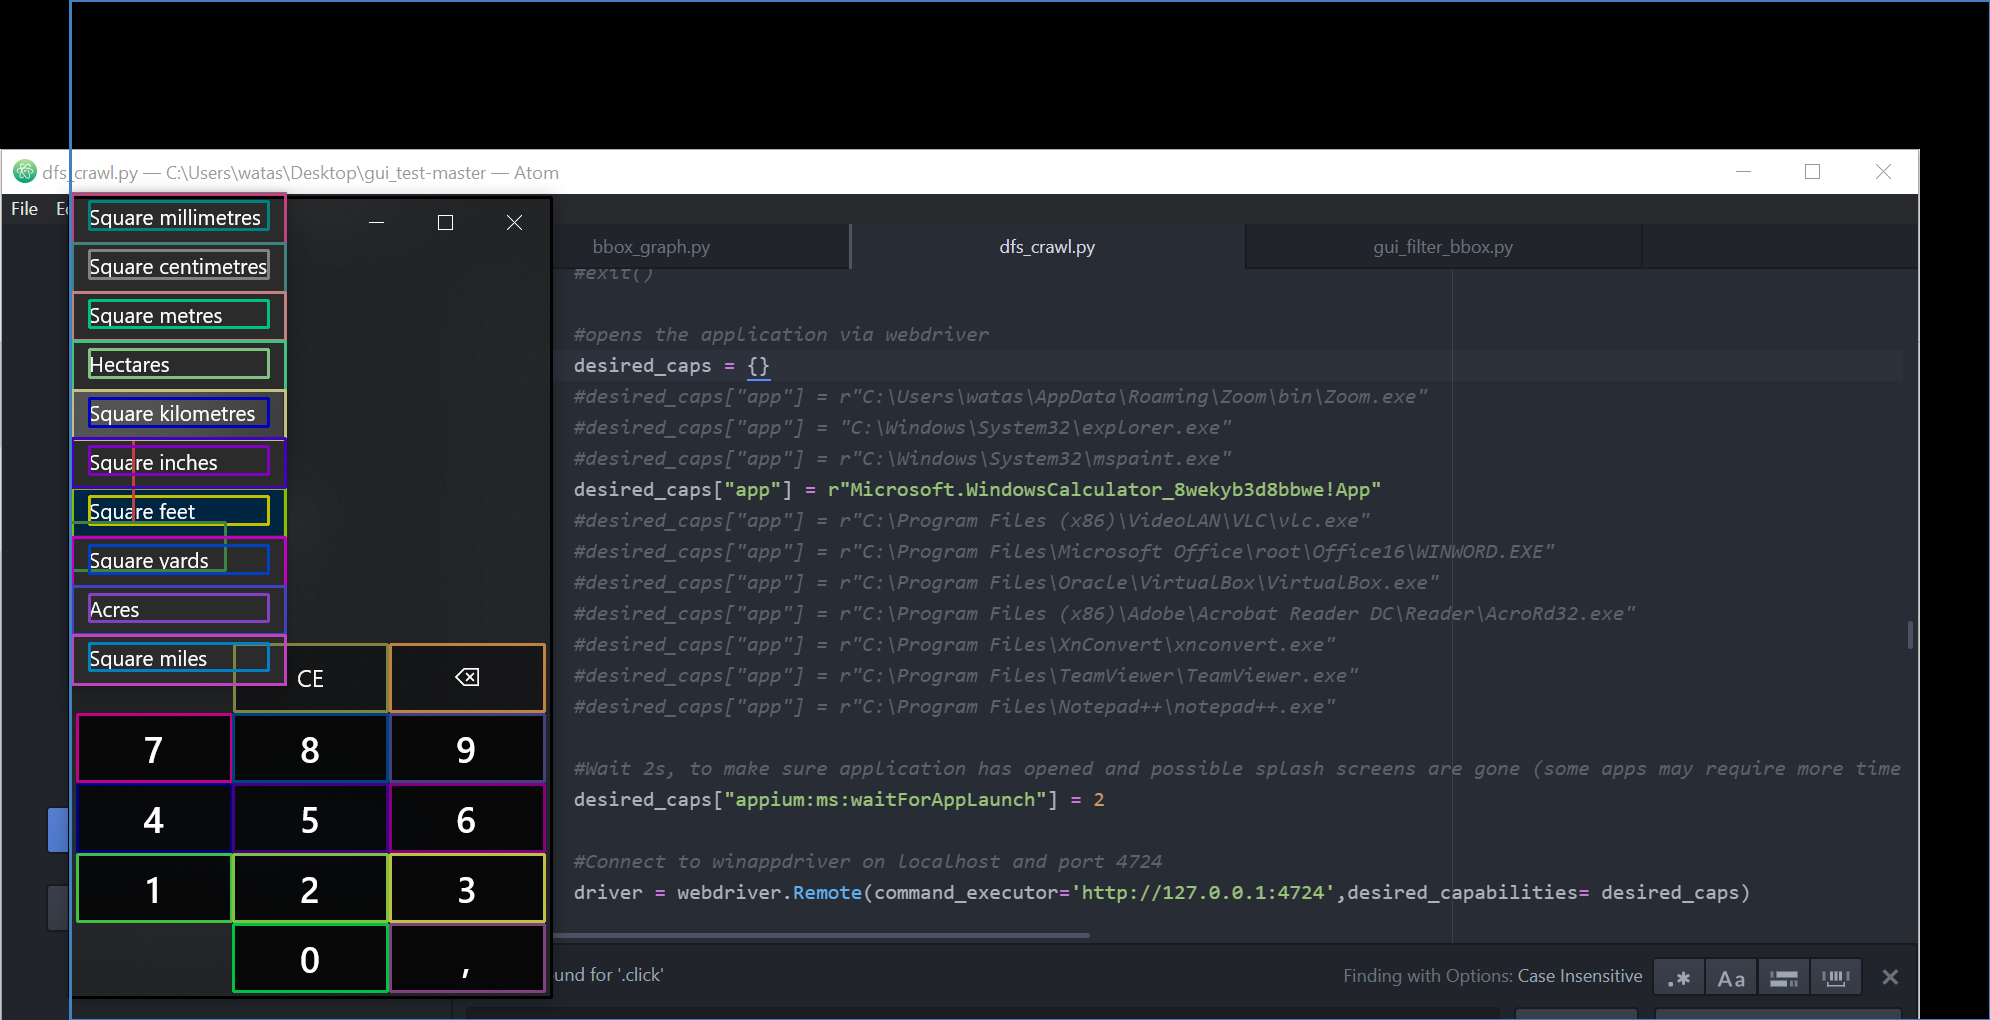 dfs_crawl.py — C:\Users\watas\Desktop\gui_test-master — Atom
File
Square millimetres
Square centimetres
Square metres
Hectares
Square kilometres
Square inches
Square feet
Square yards
Acres
Square miles
CE
7 8 9
4 5 6
1 2 3
0 ,
bbox_graph.py
dfs_crawl.py
gui_filter_bbox.py
#exit()
#opens the application via webdriver
desired_caps = {}
#desired_caps["app"] = r"C:\Users\watas\AppData\Roaming\Zoom\bin\Zoom.exe"
#desired_caps["app"] = "C:\Windows\System32\explorer.exe"
#desired_caps["app"] = r"C:\Windows\System32\mspaint.exe"
desired_caps["app"] = r"Microsoft.WindowsCalculator_8wekyb3d8bbwe!App"
#desired_caps["app"] = r"C:\Program Files (x86)\VideoLAN\VLC\vlc.exe"
#desired_caps["app"] = r"C:\Program Files\Microsoft Office\root\Office16\WINWORD.EXE"
#desired_caps["app"] = r"C:\Program Files\Oracle\VirtualBox\VirtualBox.exe"
#desired_caps["app"] = r"C:\Program Files (x86)\Adobe\Acrobat Reader DC\Reader\AcroRd32.exe"
#desired_caps["app"] = r"C:\Program Files\XnConvert\xnconvert.exe"
#desired_caps["app"] = r"C:\Program Files\TeamViewer\TeamViewer.exe"
#desired_caps["app"] = r"C:\Program Files\Notepad++\notepad++.exe"
#Wait 2s, to make sure application has opened and possible splash screens are gone (some apps may require more time
desired_caps["appium:ms:waitForAppLaunch"] = 2
#Connect to winappdriver on localhost and port 4724
driver = webdriver.Remote(command_executor='http://127.0.0.1:4724',desired_capabilities= desired_caps)
und for '.click'
Finding with Options: Case Insensitive
.* Aa